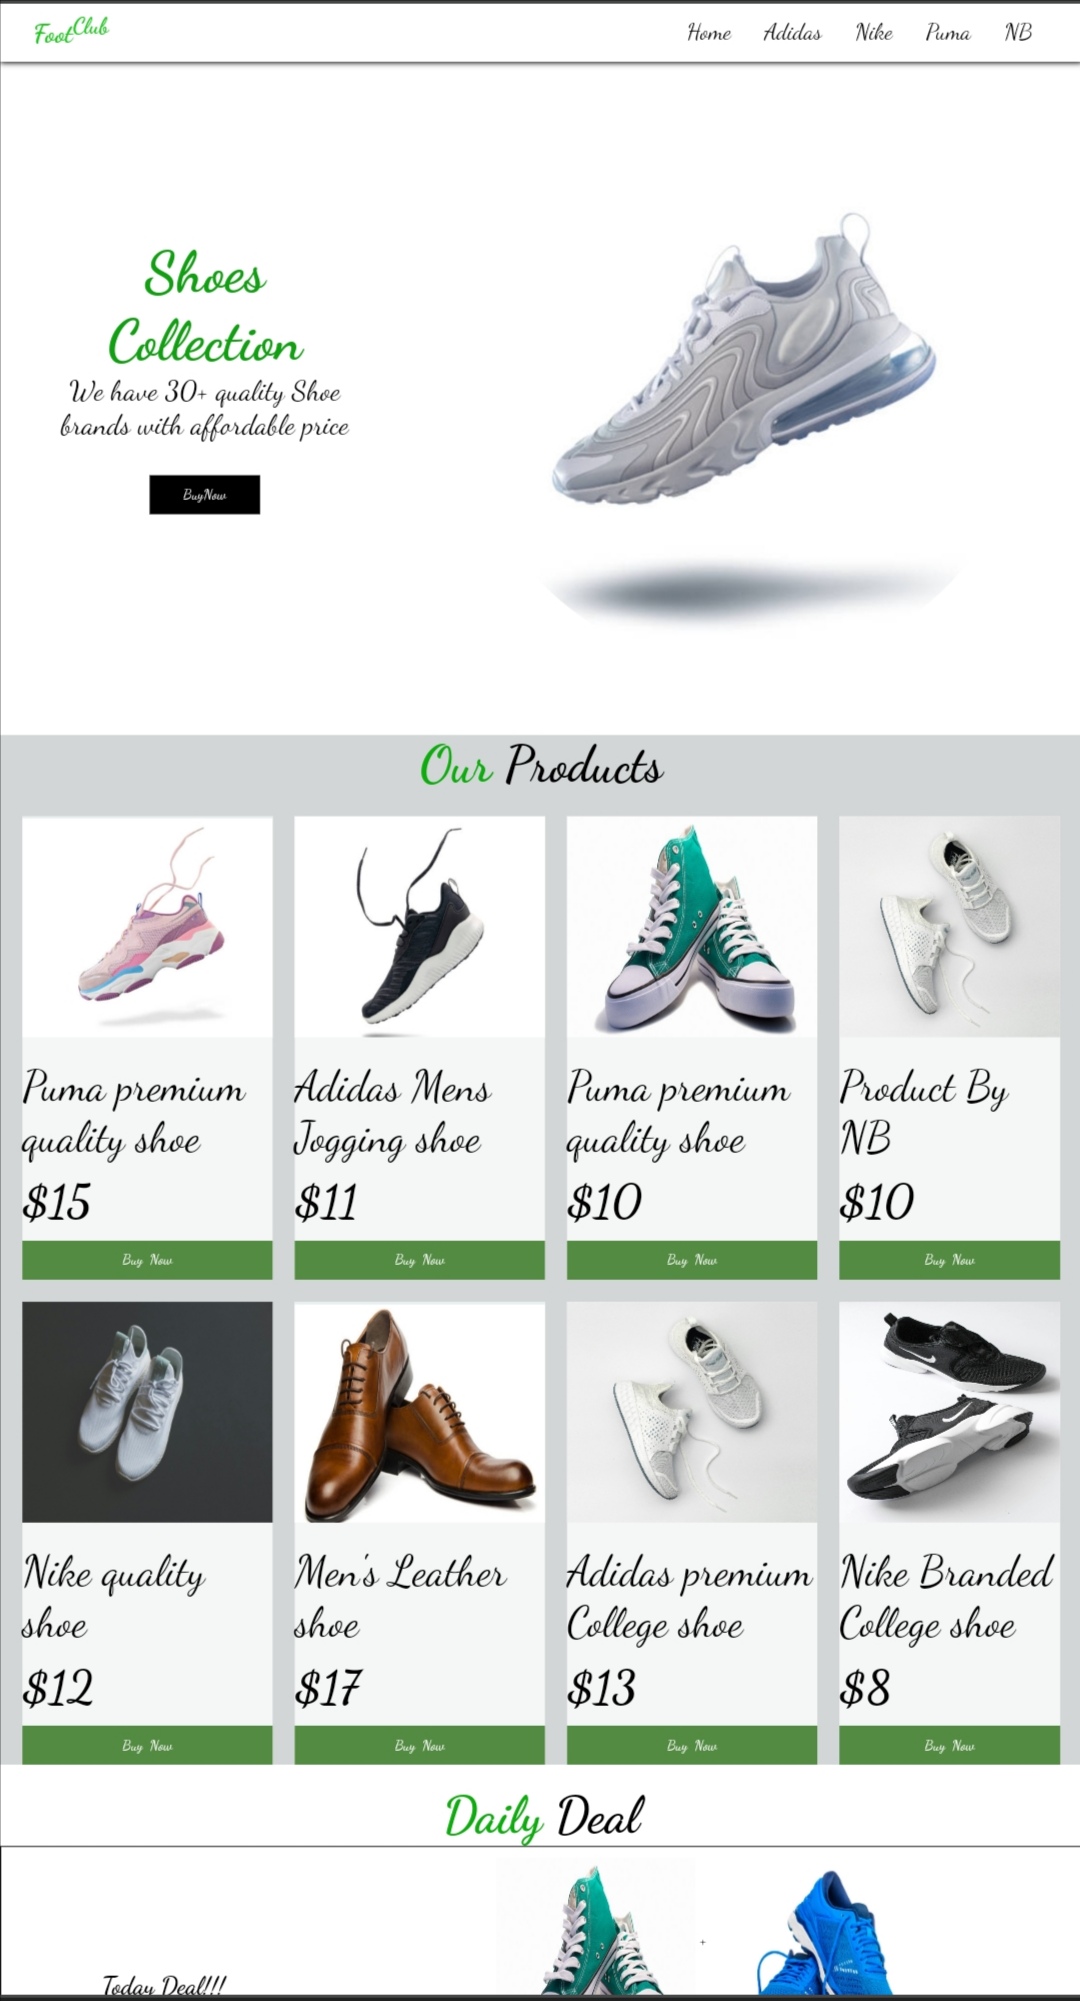 FootClub
Home Adidas Nike Puma NB
Shoes
Collection
We have 30+ quality Shoe
brands with affordable price
BuyNow
Our Products
Puma premium
quality shoe
$15
Buy Now
Adidas Mens
Jogging shoe
$11
Buy Now
Puma premium
quality shoe
$10
Buy Now
Product By
NB
$10
Buy Now
Nike quality
shoe
$12
Buy Now
Men's Leather
shoe
$17
Buy Now
Adidas premium
College shoe
$13
Buy Now
Nike Branded
College shoe
$8
Buy Now
Daily Deal
+
Today Deal!!!